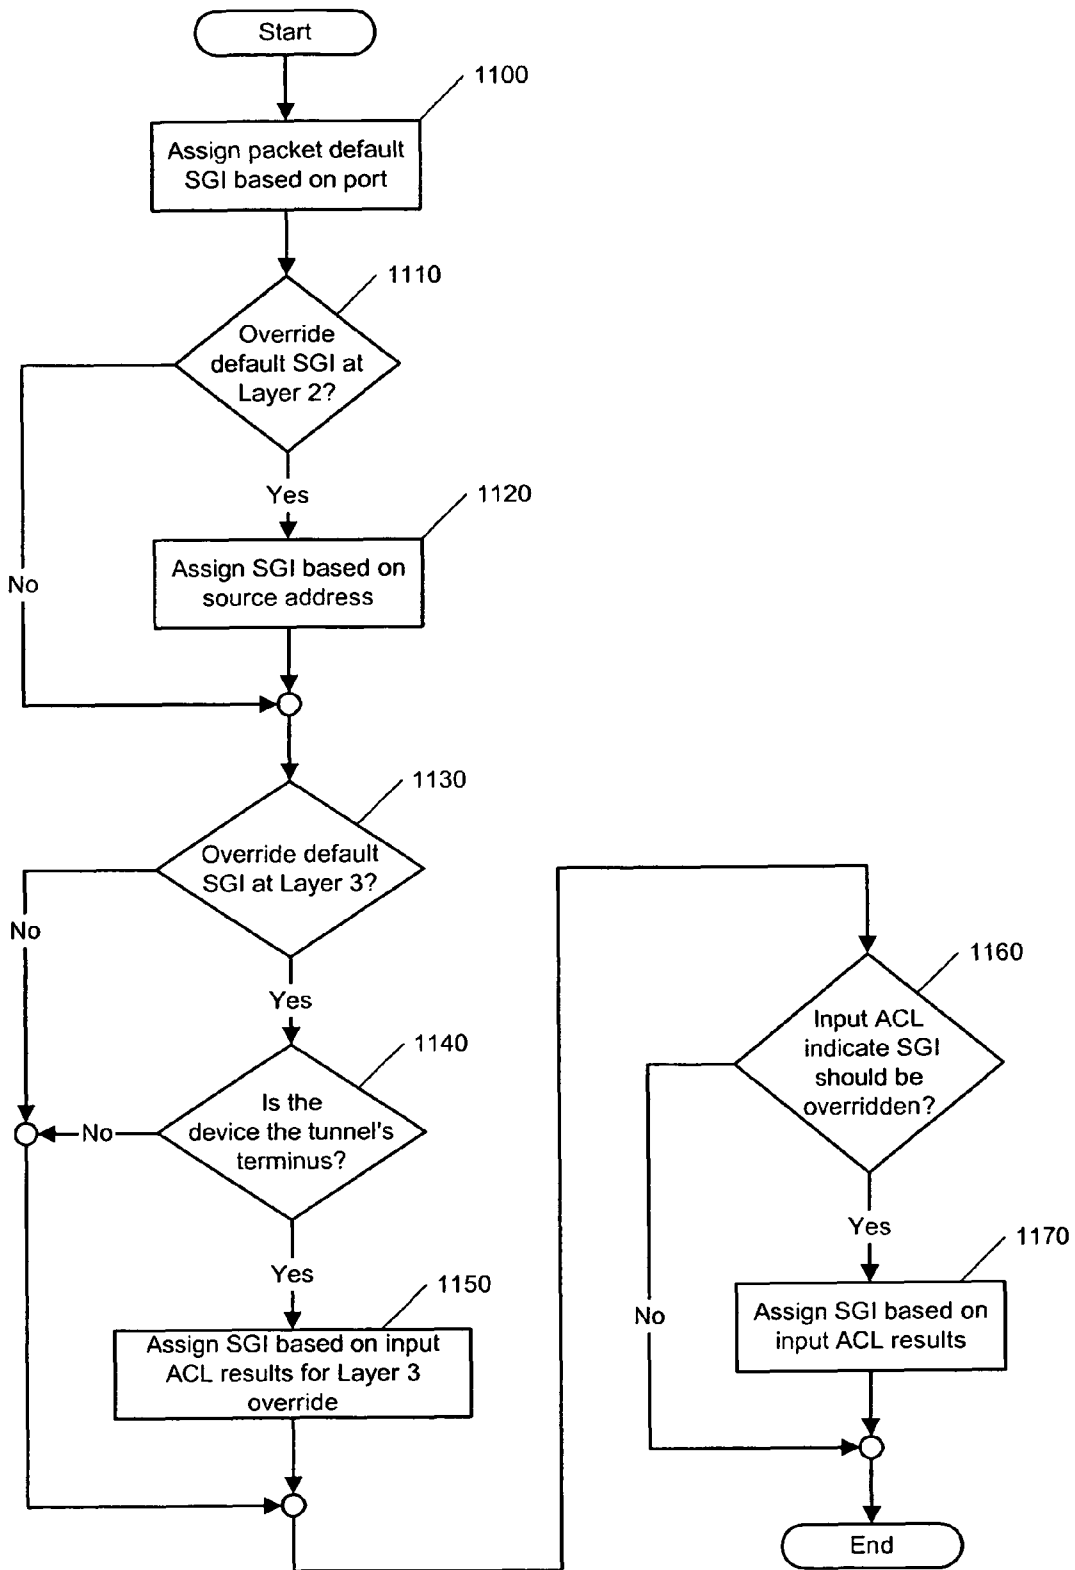 Start
1100
Assign packet default
SGI based on port
1110
Override
default SGI at
Layer 2?
Yes
1120
No
Assign SGI based on
source address
1130
Override default
SGI at Layer 3?
No
Yes
1140
Is the
device the tunnel's
terminus?
No
Yes
1150
Assign SGI based on input
ACL results for Layer 3
override
1160
Input ACL
indicate SGI
should be
overridden?
Yes
1170
No
Assign SGI based on
input ACL results
End